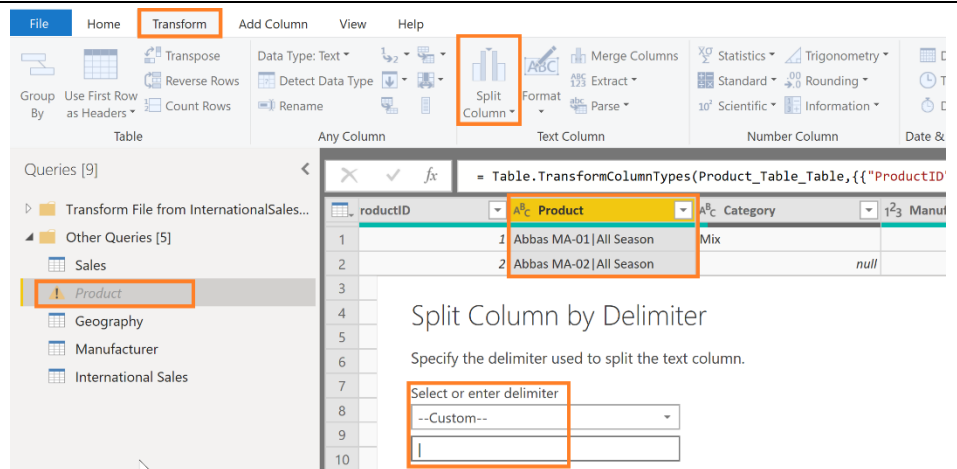 File Home Transform Add Column View Help
Group By
Use First Row as Headers
Transpose
Reverse Rows
Count Rows
Table
Data Type: Text
Detect Data Type
Rename
Any Column
Split Column
Format
Merge Columns
Extract
Parse
Text Column
Statistics
Standard
Scientific
Trigonometry
Rounding
Information
Number Column
Date &
Queries [9]
Transform File from InternationalSales...
Other Queries [5]
Sales
Product
Geography
Manufacturer
International Sales
fx = Table.TransformColumnTypes(Product_Table_Table,{{"ProductID"
roductID ABC Product ABC Category 123 Manuf
1 1 Abbas MA-01|All Season Mix
2 2 Abbas MA-02|All Season null
3
4
5
6
7
8
9
10
Split Column by Delimiter
Specify the delimiter used to split the text column.
Select or enter delimiter
--Custom--
|